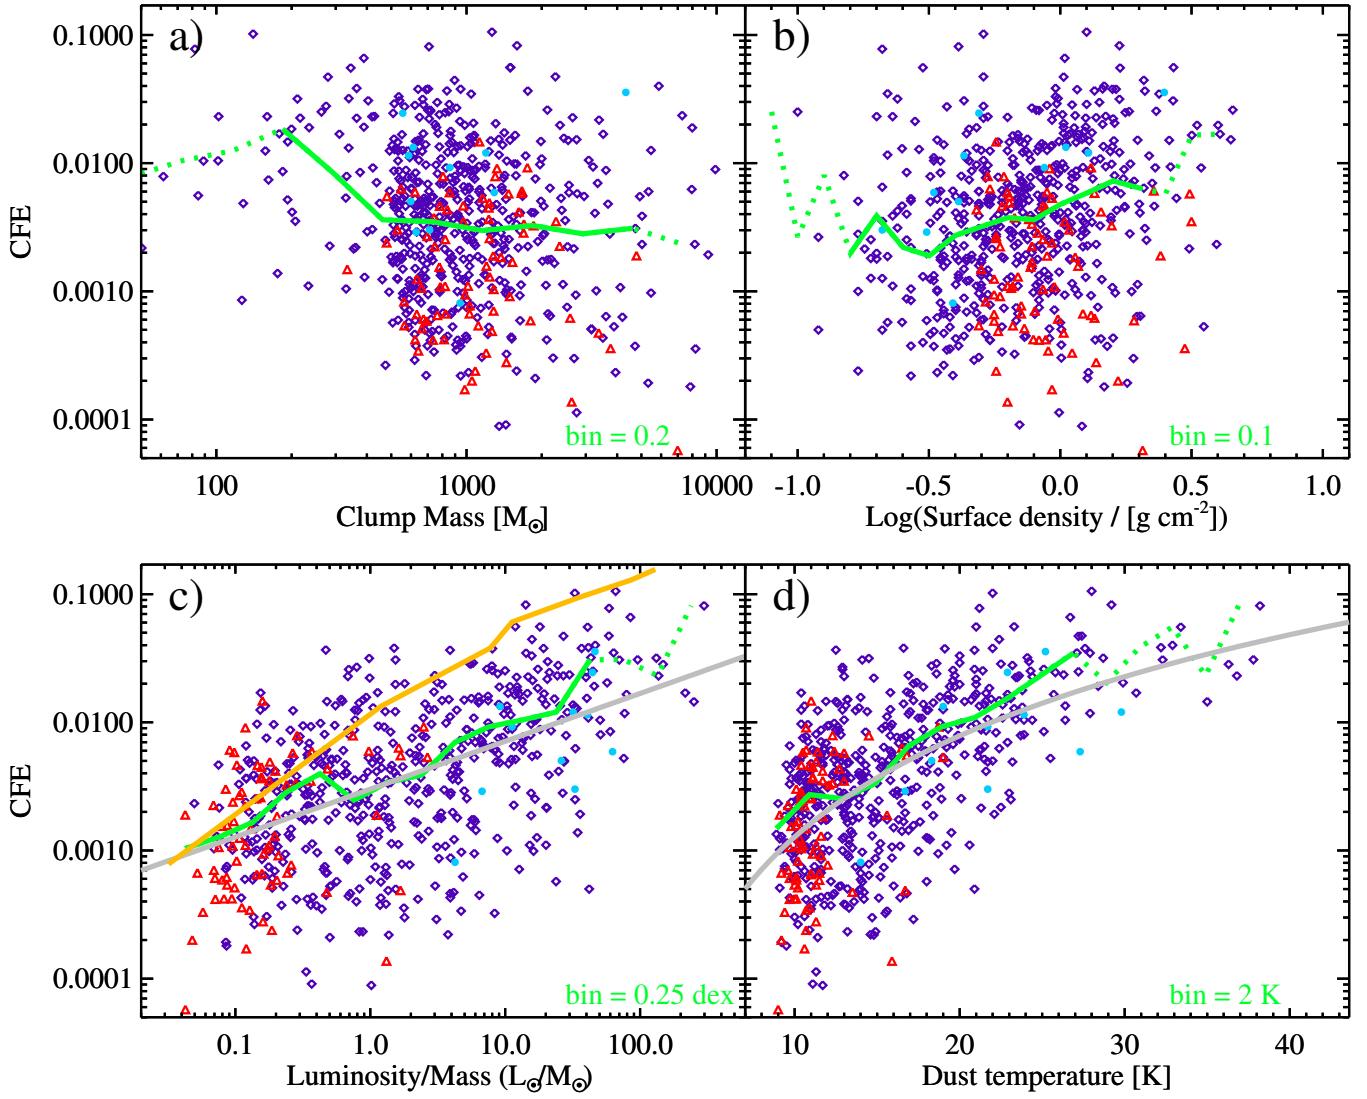 a)
b)
0.1000
0.0100
CFE
0.0010
0.0001
bin = 0.2
bin = 0.1
100
1000
10000
-1.0
-0.5
0.0
0.5
1.0
Clump Mass [M⊙]
Log(Surface density / [g cm-2])
c)
d)
0.1000
0.0100
CFE
0.0010
0.0001
bin = 0.25 dex
bin = 2 K
0.1
1.0
10.0
100.0
10
20
30
40
Luminosity/Mass (L⊙/M⊙)
Dust temperature [K]